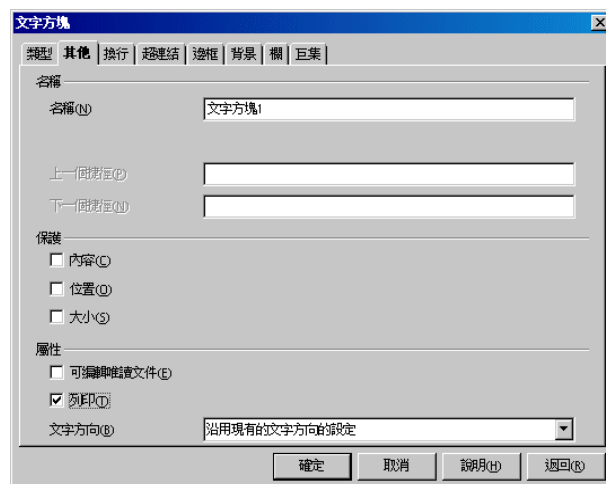 文字方塊
類型 其他 換行 超連結 邊框 背景 欄 巨集
名稱
名稱(N) 文字方塊1
上一個捷徑(P)
下一個捷徑(N)
保護
內容(C)
位置(O)
大小(S)
屬性
可編輯唯讀文件(E)
列印(T)
文字方向(B) 沿用現有的文字方向的設定
確定 取消 說明(H) 返回(R)